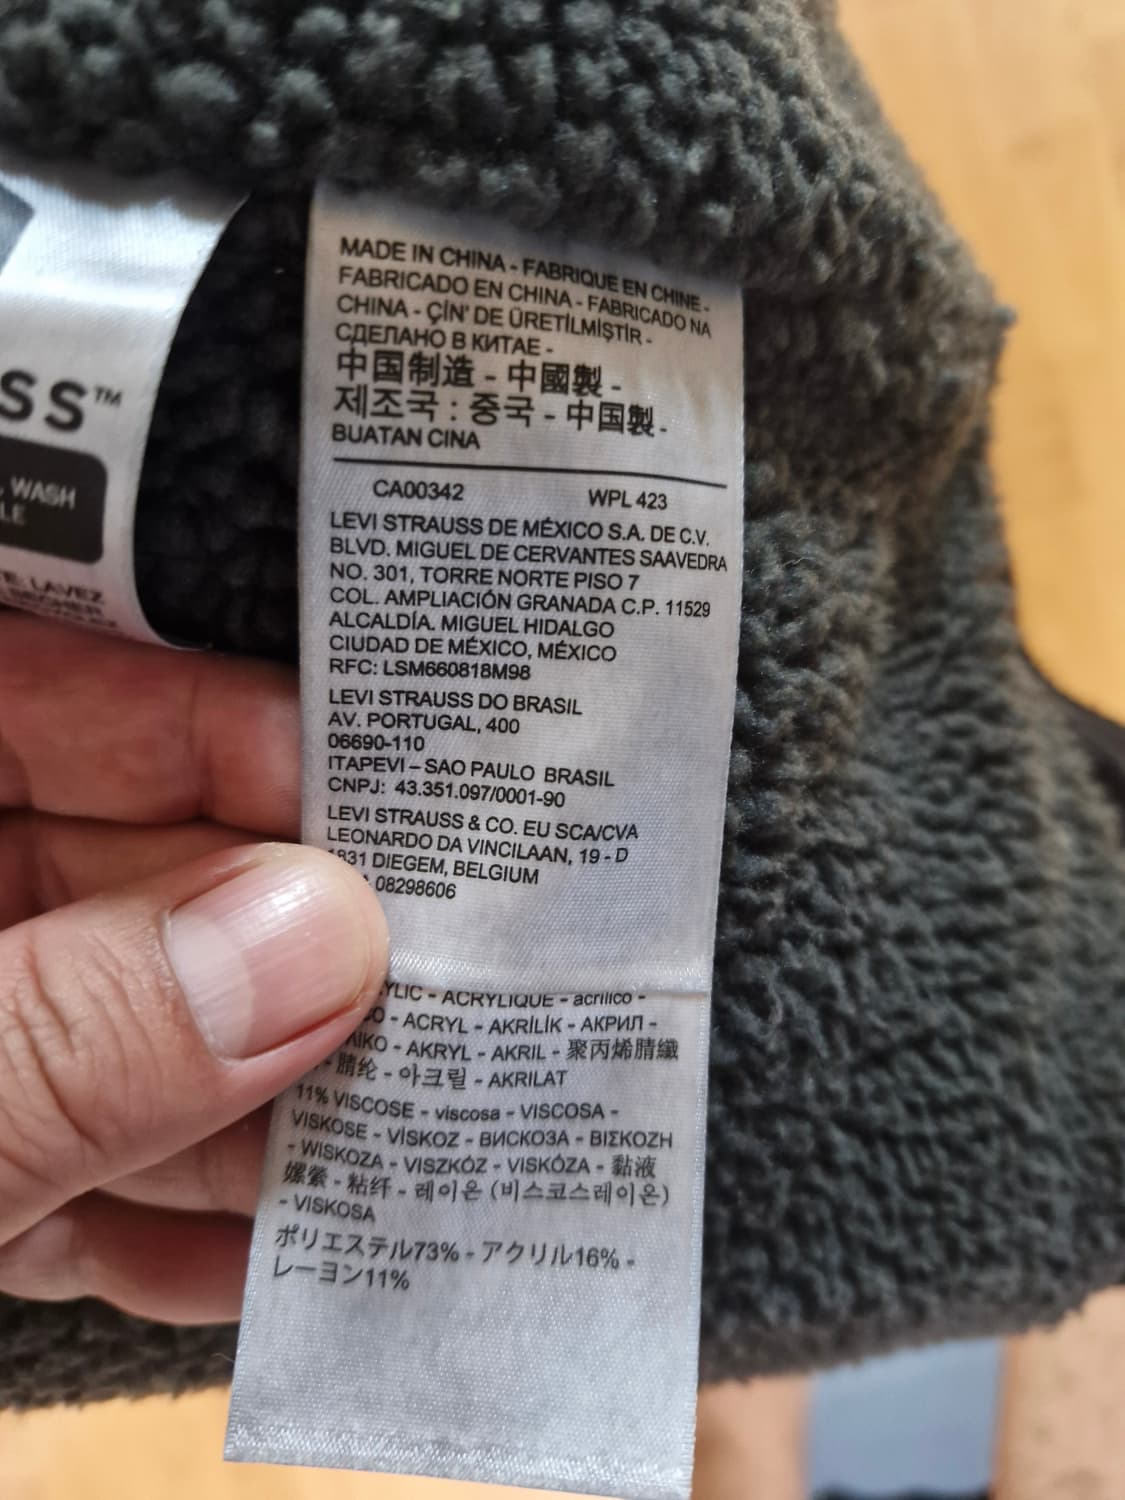 SS™
WASH
LAVEZ
MADE IN CHINA - FABRIQUE EN CHINE -
FABRICADO EN CHINA - FABRICADO NA
CHINA - ÇİN' DE ÜRETİLMİŞTİR -
СДЕЛАНО В КИТАЕ -
中国制造 - 中國製 -
제조국 : 중국 - 中国製 -
BUATAN CINA
CA00342 WPL 423
LEVI STRAUSS DE MÉXICO S.A. DE C.V.
BLVD. MIGUEL DE CERVANTES SAAVEDRA
NO. 301, TORRE NORTE PISO 7
COL. AMPLIACIÓN GRANADA C.P. 11529
ALCALDÍA. MIGUEL HIDALGO
CIUDAD DE MÉXICO, MÉXICO
RFC: LSM660818M98
LEVI STRAUSS DO BRASIL
AV. PORTUGAL, 400
06690-110
ITAPEVI – SAO PAULO BRASIL
CNPJ: 43.351.097/0001-90
LEVI STRAUSS & CO. EU SCA/CVA
LEONARDO DA VINCILAAN, 19 - D
1831 DIEGEM, BELGIUM
08298606
YLIC - ACRYLIQUE - acrílico -
- ACRYL - AKRİLİK - АКРИЛ -
- AKRYL - AKRIL - 聚丙烯腈纖
- 腈纶 - 아크릴 - AKRILAT
11% VISCOSE - viscosa - VISCOSA -
VISKOSE - VİSKOZ - ВИСКОЗА - ΒΙΣΚΟΖΗ
- WISKOZA - VISZKÓZ - VISKÓZA - 黏液
嫘縈 - 粘纤 - 레이온 (비스코스레이온)
- VISKOSA
ポリエステル73% - アクリル16% -
レーヨン11%